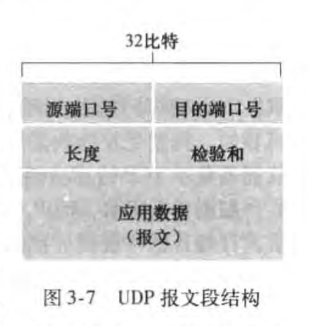 32比特
源端口号 目的端口号
长度 检验和
应用数据
（报文）
图 3-7 UDP 报文段结构